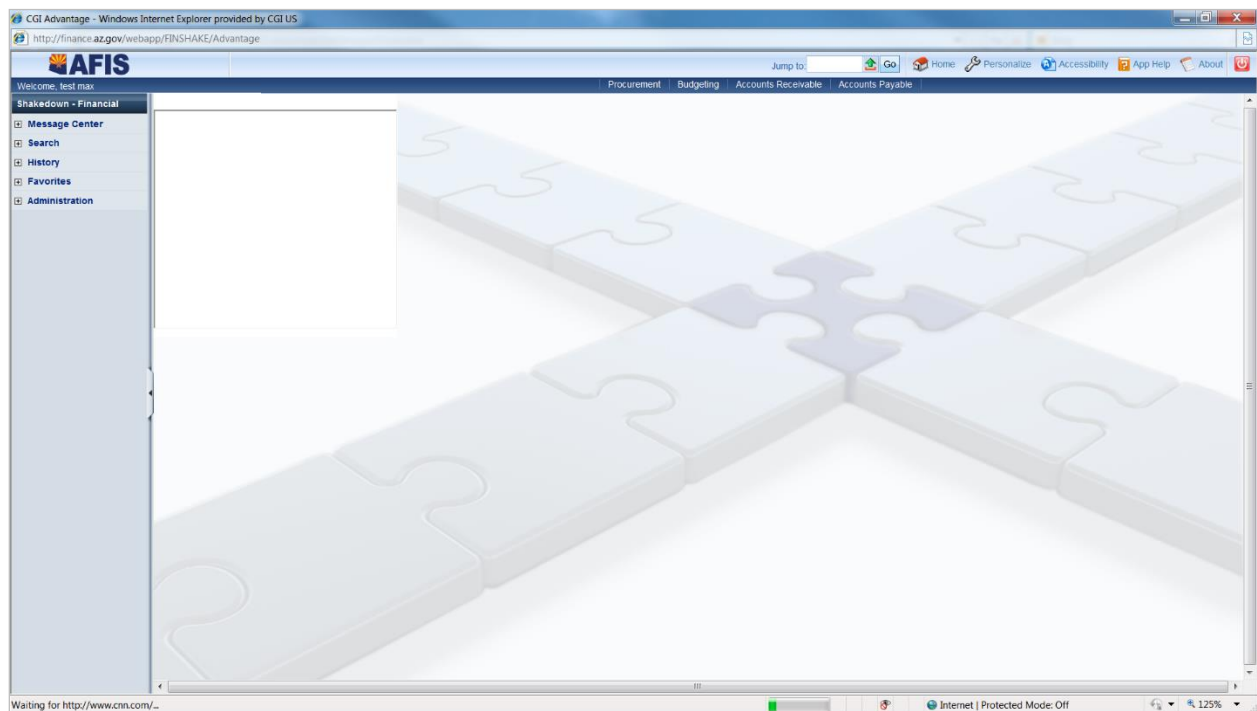 CGI Advantage - Windows Internet Explorer provided by CGI US
http://finance.az.gov/webapp/FINSHAKE/Advantage
AFIS Jump to: Go Home Personalize Accessibility App Help About
Welcome, test max Procurement Budgeting Accounts Receivable Accounts Payable
Shakedown - Financial
Message Center
Search
History
Favorites
Administration
Waiting for http://www.cnn.com/... Internet | Protected Mode: Off 125%